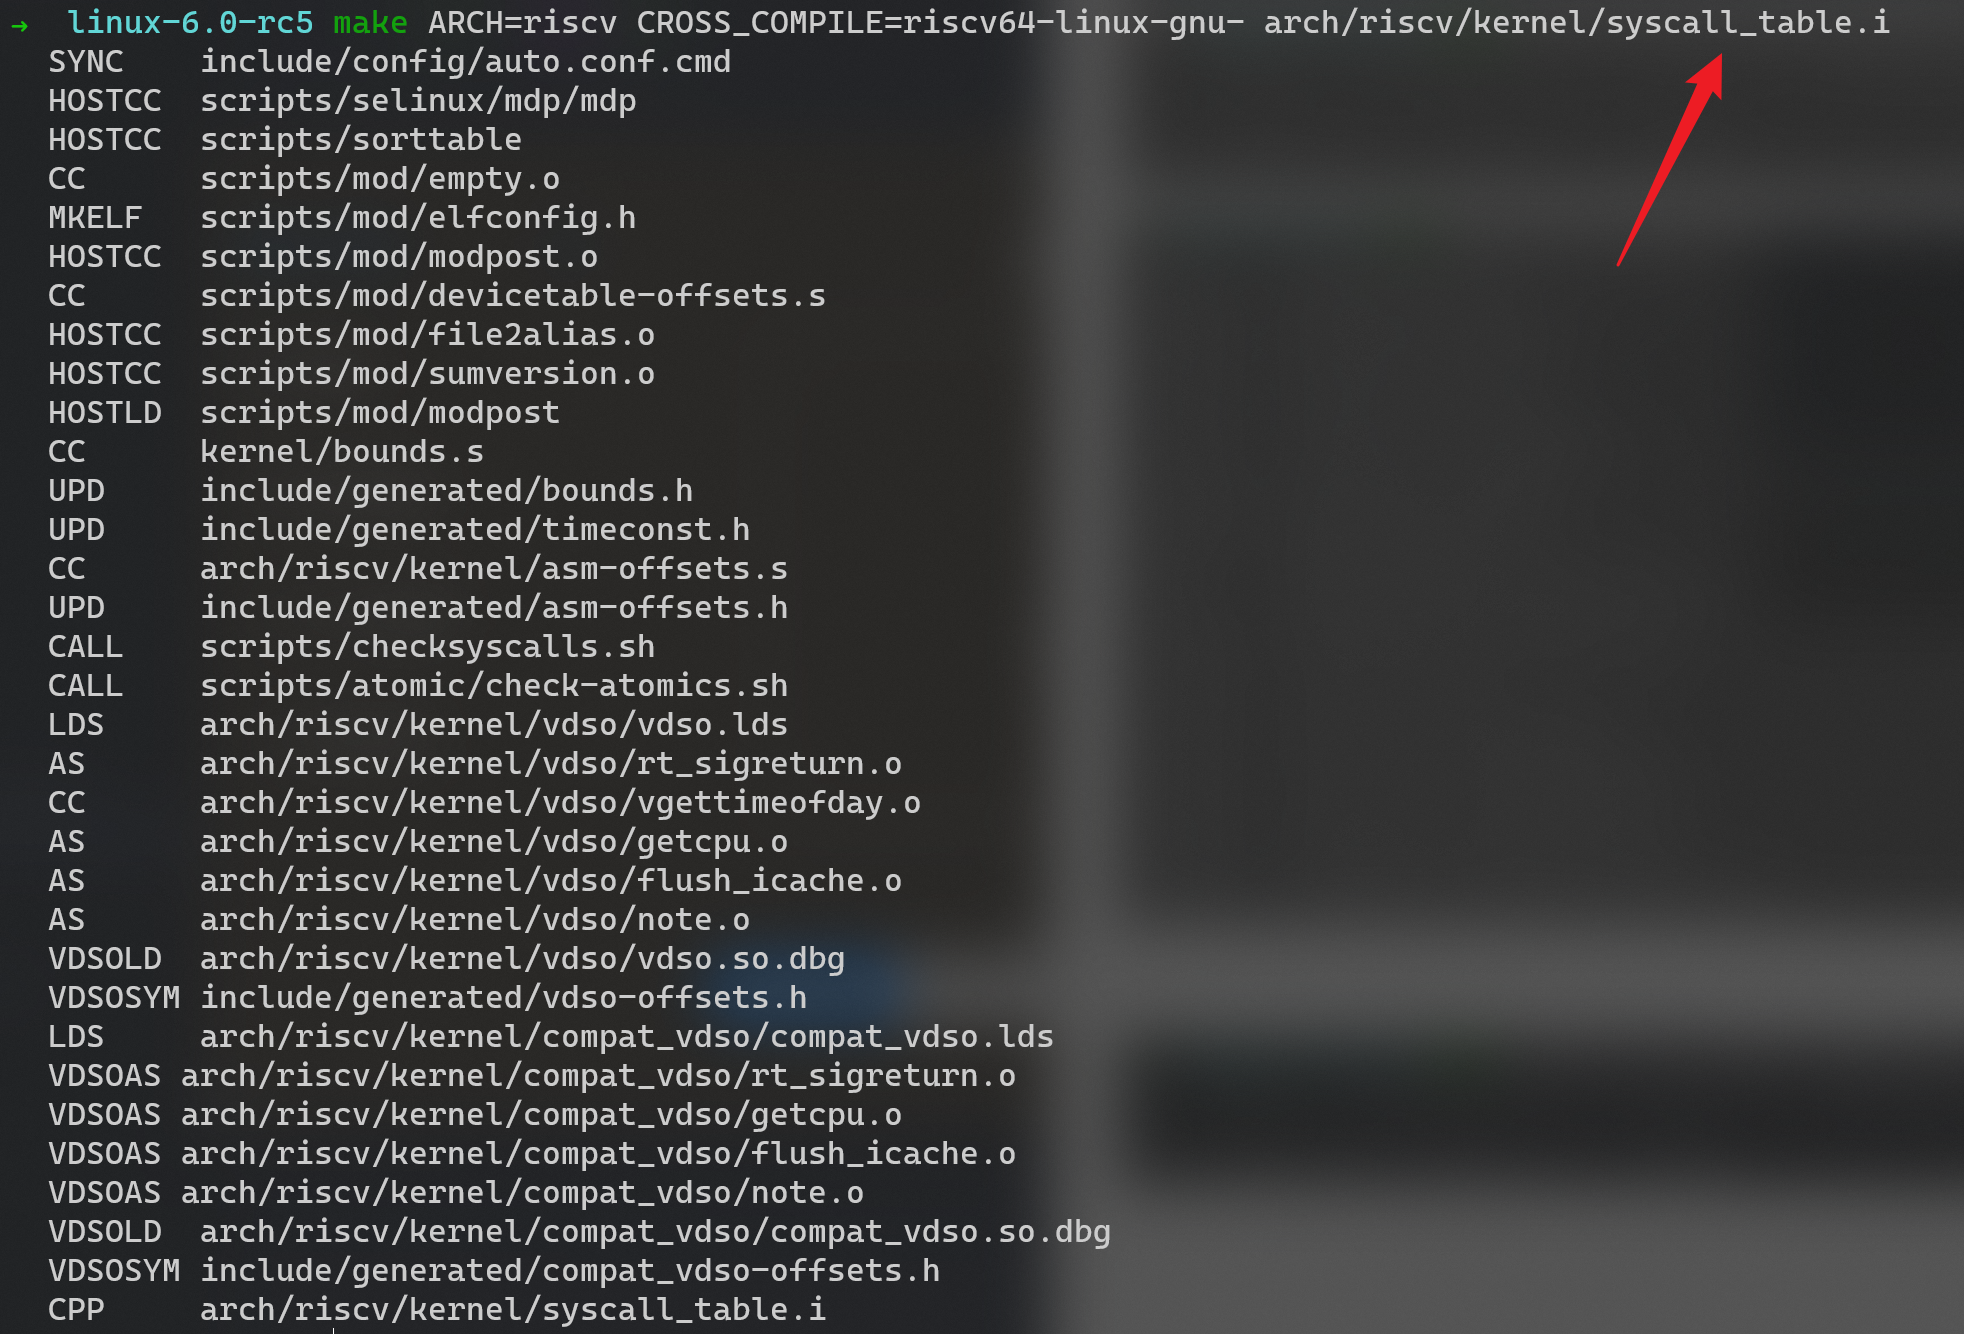 → linux-6.0-rc5 make ARCH=riscv CROSS_COMPILE=riscv64-linux-gnu- arch/riscv/kernel/syscall_table.i
SYNC    include/config/auto.conf.cmd
HOSTCC  scripts/selinux/mdp/mdp
HOSTCC  scripts/sorttable
CC      scripts/mod/empty.o
MKELF   scripts/mod/elfconfig.h
HOSTCC  scripts/mod/modpost.o
CC      scripts/mod/devicetable-offsets.s
HOSTCC  scripts/mod/file2alias.o
HOSTCC  scripts/mod/sumversion.o
HOSTLD  scripts/mod/modpost
CC      kernel/bounds.s
UPD     include/generated/bounds.h
UPD     include/generated/timeconst.h
CC      arch/riscv/kernel/asm-offsets.s
UPD     include/generated/asm-offsets.h
CALL    scripts/checksyscalls.sh
CALL    scripts/atomic/check-atomics.sh
LDS     arch/riscv/kernel/vdso/vdso.lds
AS      arch/riscv/kernel/vdso/rt_sigreturn.o
CC      arch/riscv/kernel/vdso/vgettimeofday.o
AS      arch/riscv/kernel/vdso/getcpu.o
AS      arch/riscv/kernel/vdso/flush_icache.o
AS      arch/riscv/kernel/vdso/note.o
VDSOLD  arch/riscv/kernel/vdso/vdso.so.dbg
VDSOSYM include/generated/vdso-offsets.h
LDS     arch/riscv/kernel/compat_vdso/compat_vdso.lds
VDSOAS arch/riscv/kernel/compat_vdso/rt_sigreturn.o
VDSOAS arch/riscv/kernel/compat_vdso/getcpu.o
VDSOAS arch/riscv/kernel/compat_vdso/flush_icache.o
VDSOAS arch/riscv/kernel/compat_vdso/note.o
VDSOLD  arch/riscv/kernel/compat_vdso/compat_vdso.so.dbg
VDSOSYM include/generated/compat_vdso-offsets.h
CPP     arch/riscv/kernel/syscall_table.i